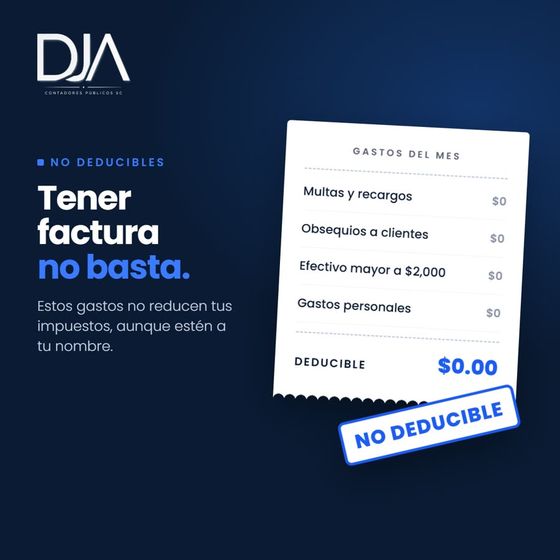 DJA
CONTADORES PÚBLICOS SC
NO DEDUCIBLES
Tener
factura
no basta.
Estos gastos no reducen tus
impuestos, aunque estén a
tu nombre.
GASTOS DEL MES
Multas y recargos $0
Obsequios a clientes $0
Efectivo mayor a $2,000 $0
Gastos personales $0
DEDUCIBLE $0.00
NO DEDUCIBLE